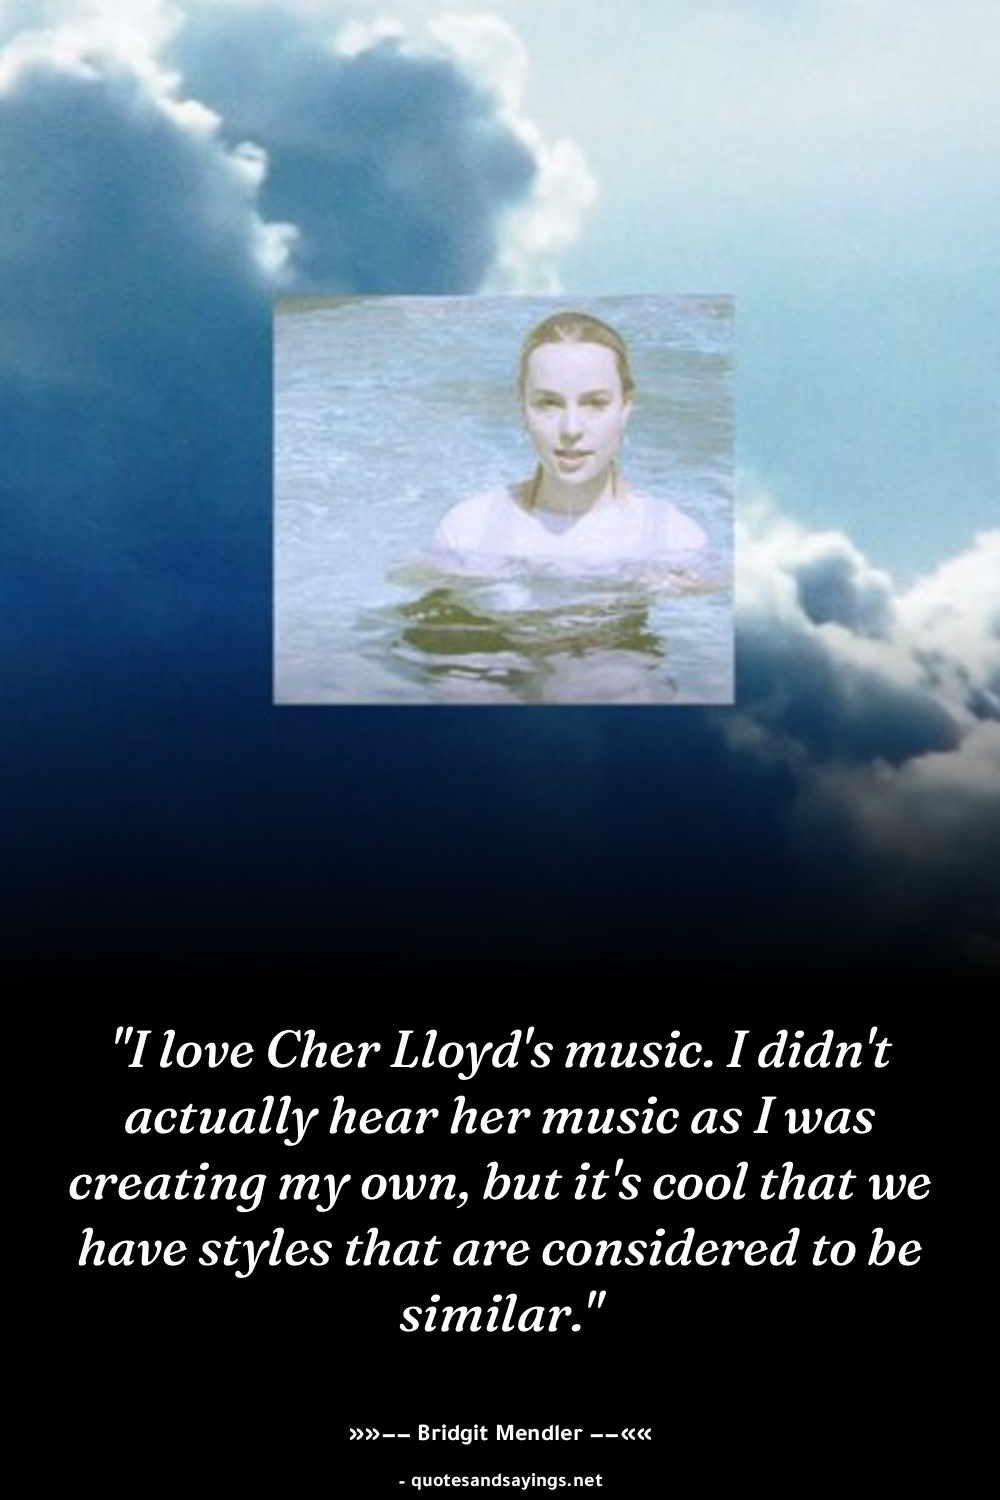 "I love Cher Lloyd's music. I didn't
actually hear her music as I was
creating my own, but it's cool that we
have styles that are considered to be
similar."
»»–– Bridgit Mendler ––««
- quotesandsayings.net